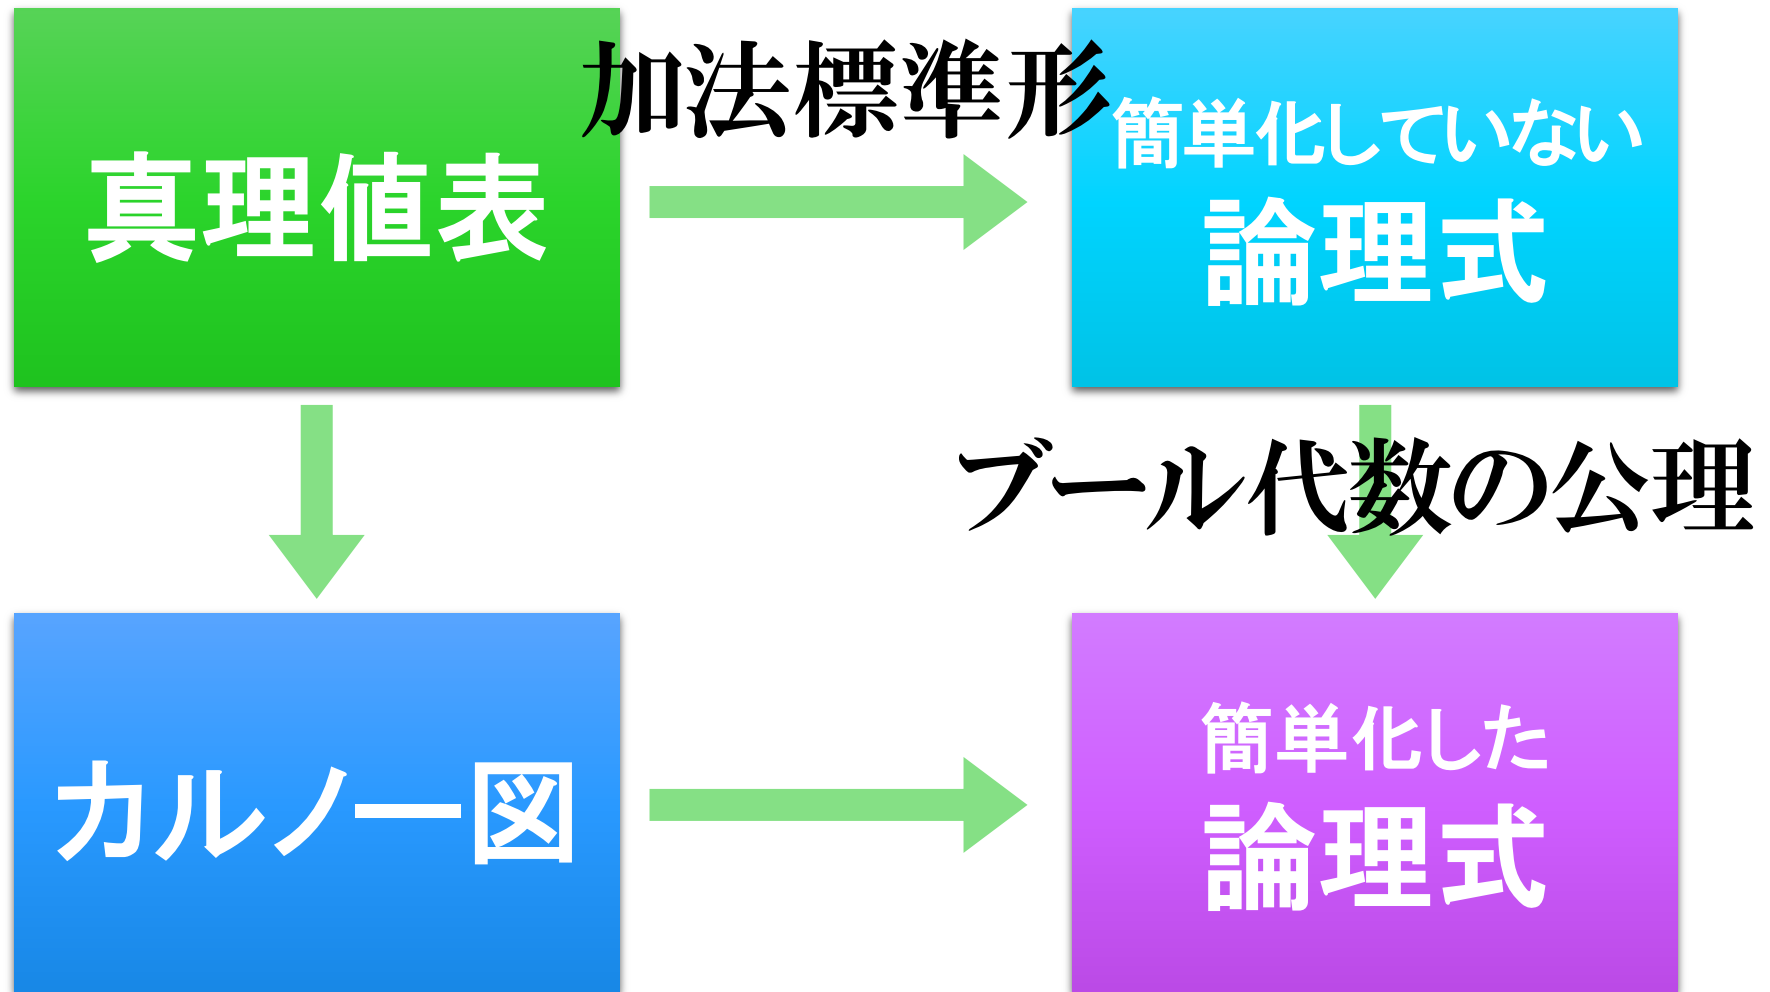 真理値表
加法標準形
簡単化していない
論理式
ブール代数の公理
カルノー図
簡単化した
論理式